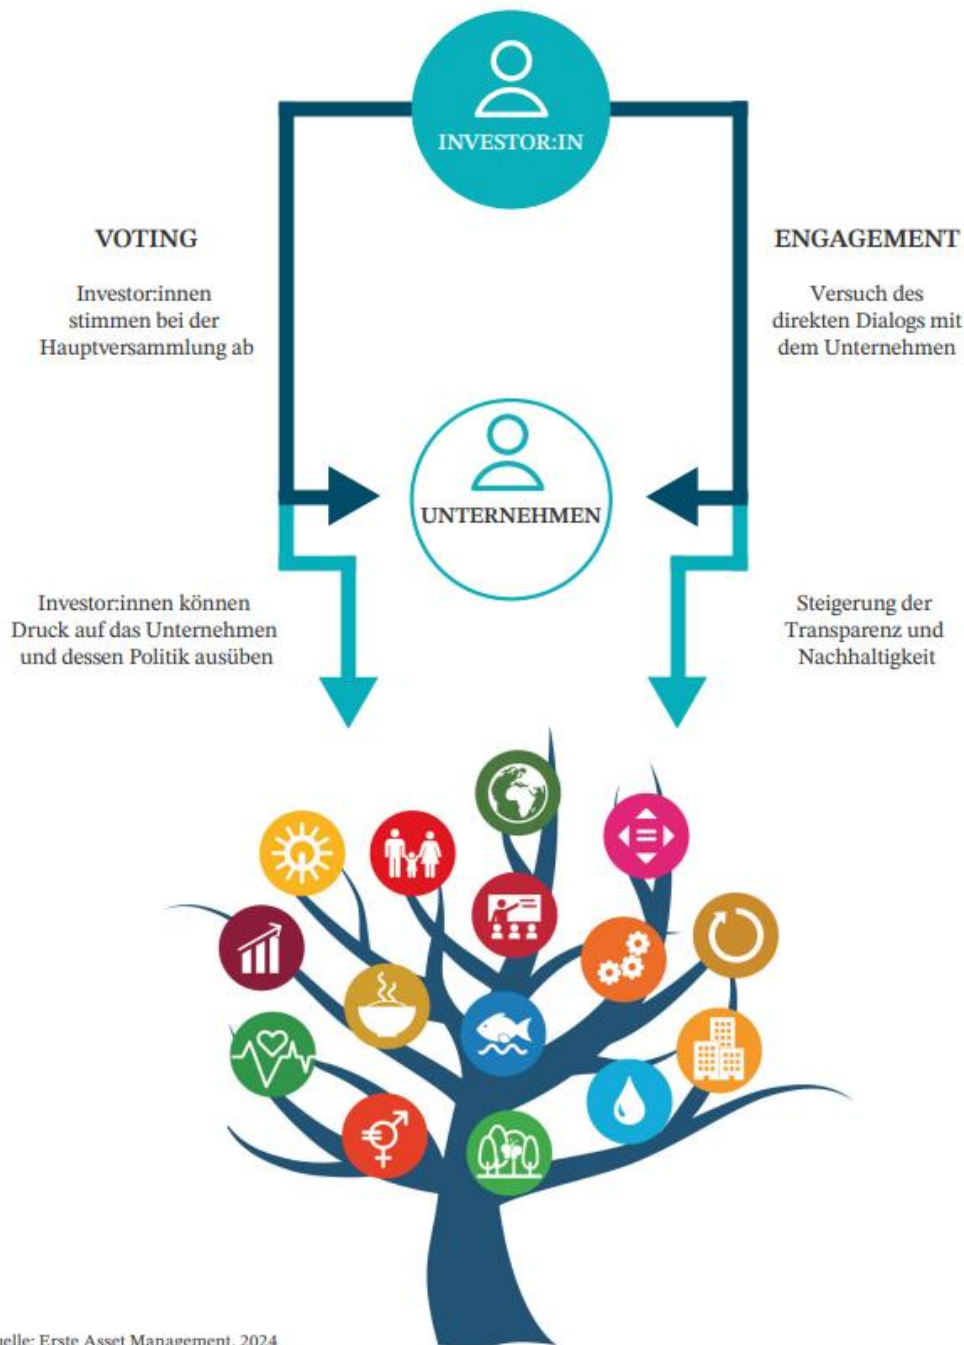 INVESTOR:IN
VOTING
Investor:innen
stimmen bei der
Hauptversammlung ab
ENGAGEMENT
Versuch des
direkten Dialogs mit
dem Unternehmen
UNTERNEHMEN
Investor:innen können
Druck auf das Unternehmen
und dessen Politik ausüben
Steigerung der
Transparenz und
Nachhaltigkeit
uelle: Erste Asset Management, 2024